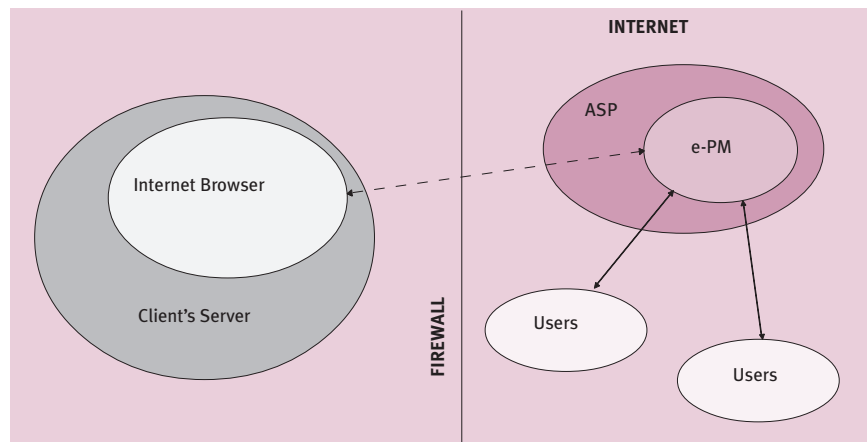 INTERNET
ASP
e-PM
Internet Browser
Client's Server
FIREWALL
Users
Users